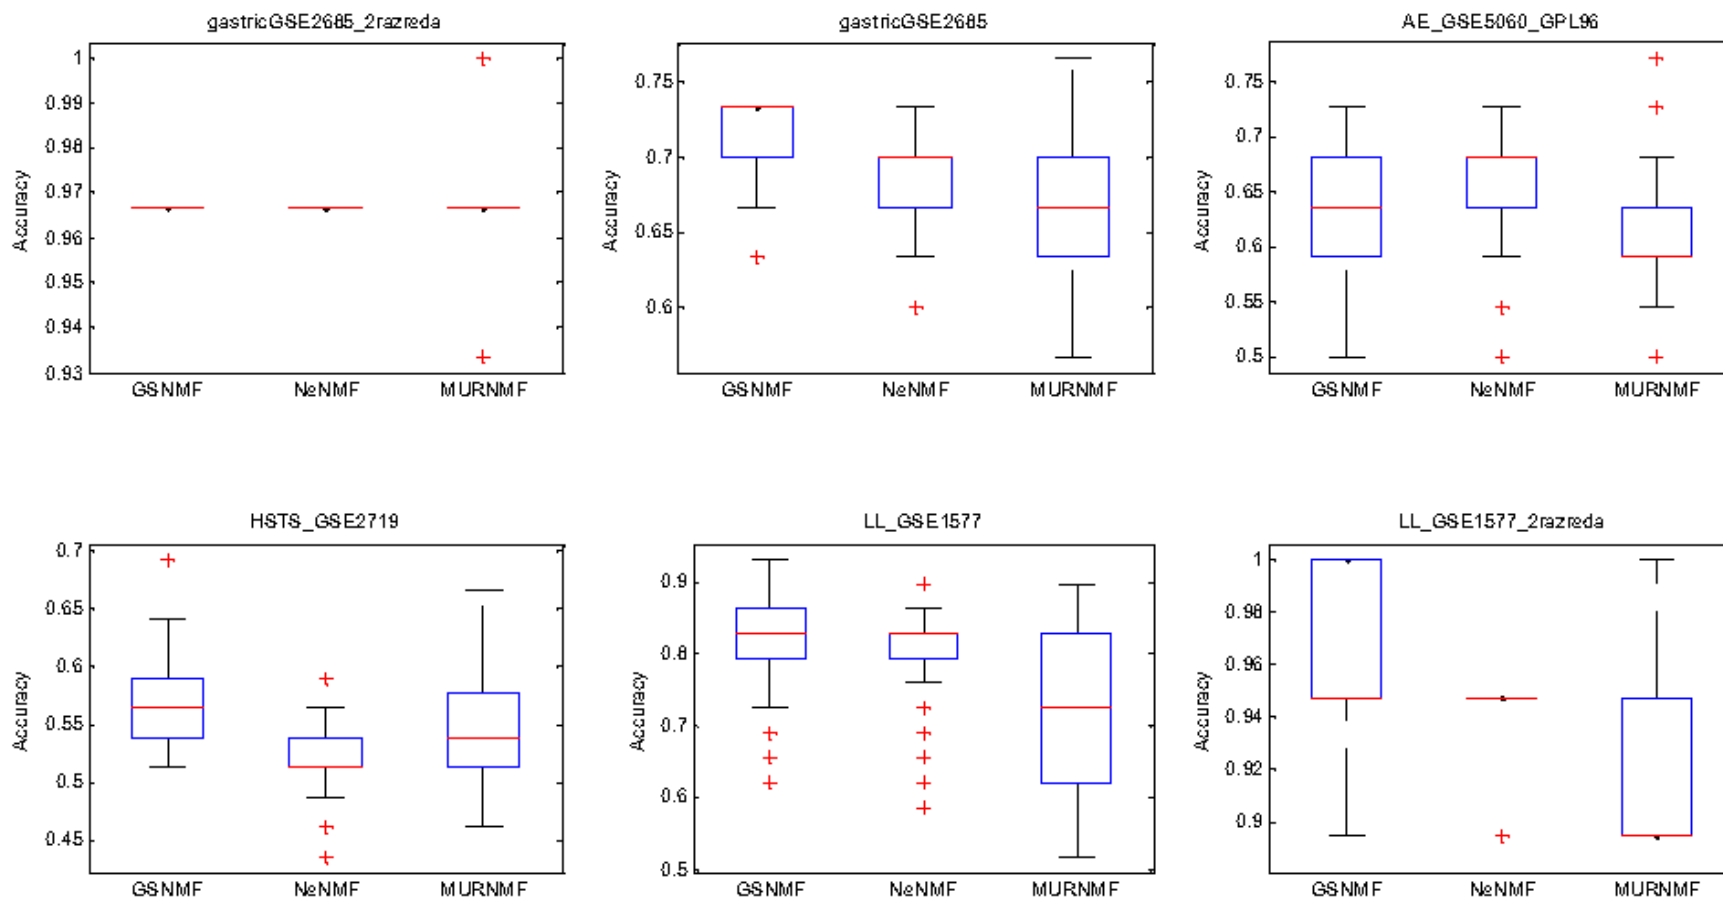 gastricGSE2685_2razreda
1
0.99
0.98
0.97
0.96
0.95
0.94
0.93
Accuracy
GSNMF NeNMF MURNMF
gastricGSE2685
0.75
0.7
0.65
0.6
Accuracy
GSNMF NeNMF MURNMF
AE_GSE5060_GPL96
0.75
0.7
0.65
0.6
0.55
0.5
Accuracy
GSNMF NeNMF MURNMF
HSTS_GSE2719
0.7
0.65
0.6
0.55
0.5
0.45
Accuracy
GSNMF NeNMF MURNMF
LL_GSE1577
0.9
0.8
0.7
0.6
0.5
Accuracy
GSNMF NeNMF MURNMF
LL_GSE1577_2razreda
1
0.98
0.96
0.94
0.92
0.9
Accuracy
GSNMF NeNMF MURNMF